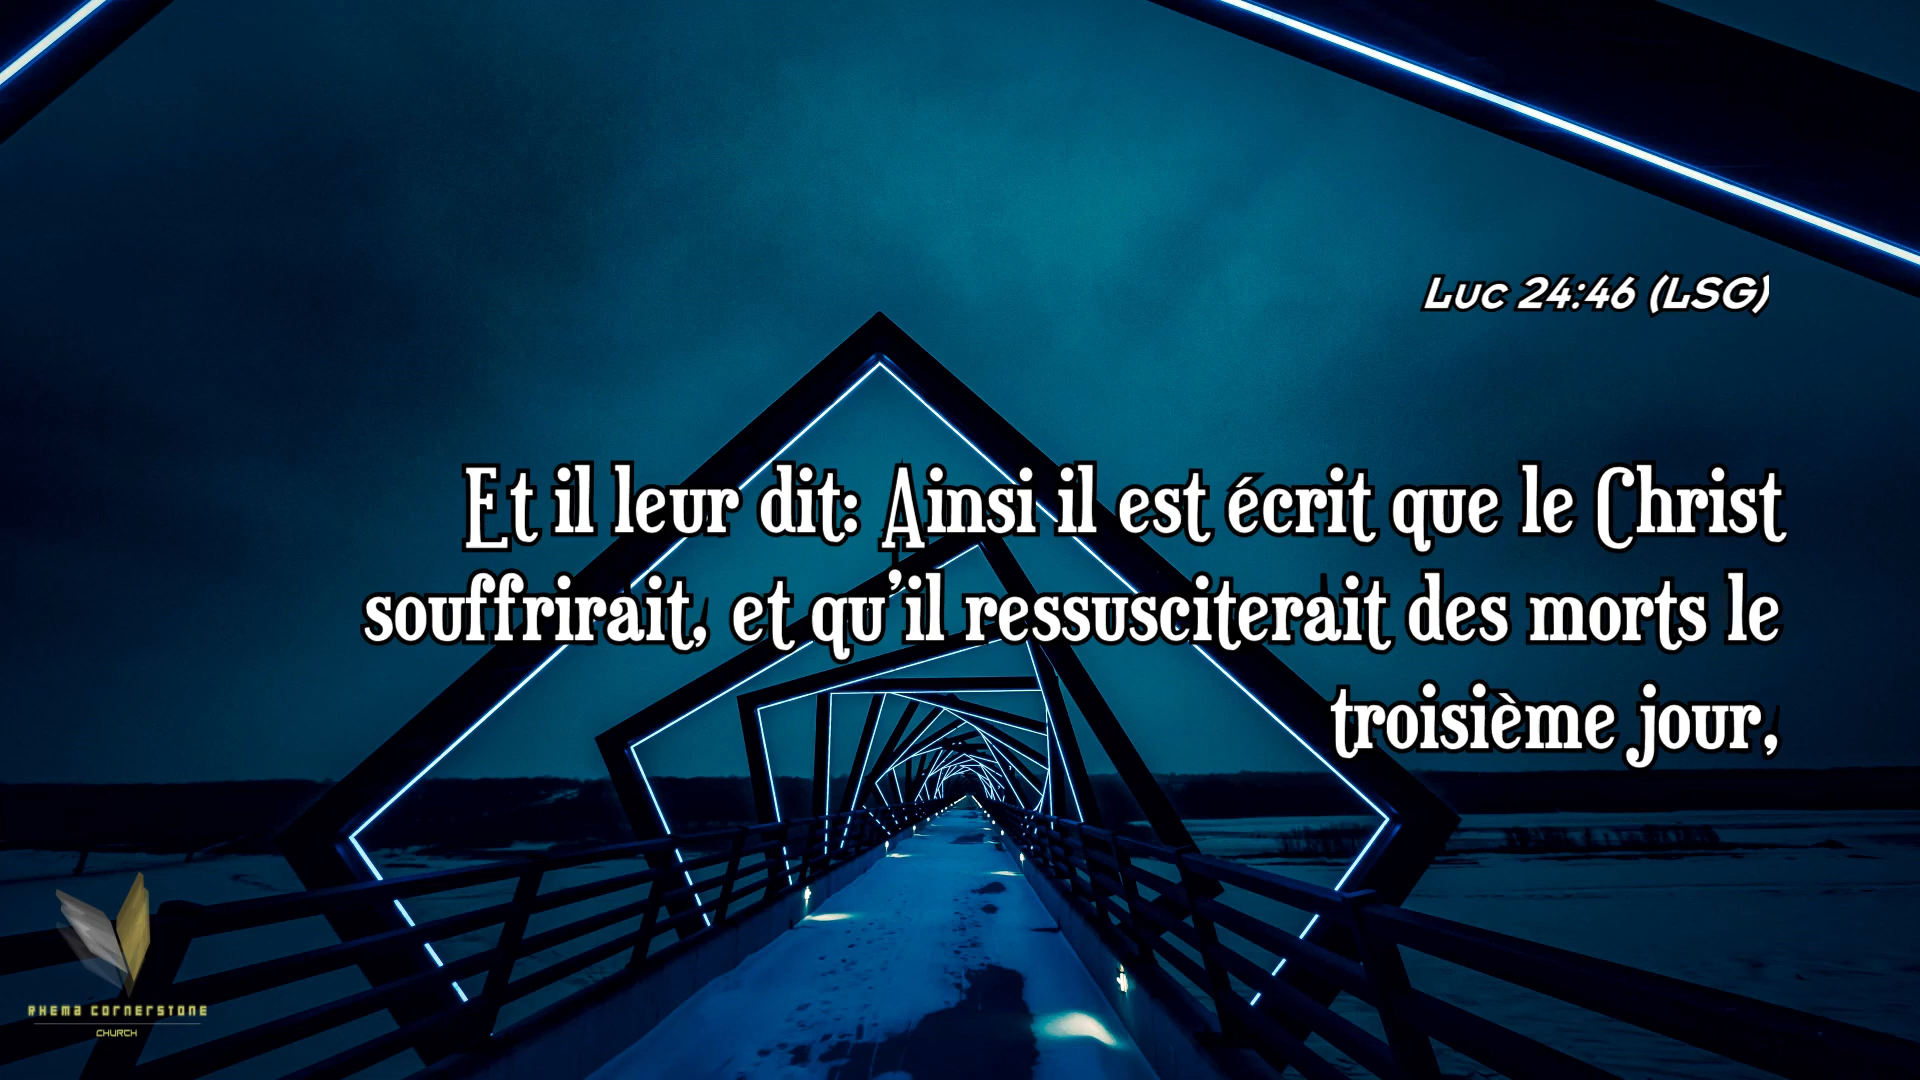 Luc 24:46 (LSG)
Et il leur dit: Ainsi il est écrit que le Christ
souffrirait, et qu'il ressusciterait des morts le
troisième jour,
RHEMA CORNERSTONE
CHURCH